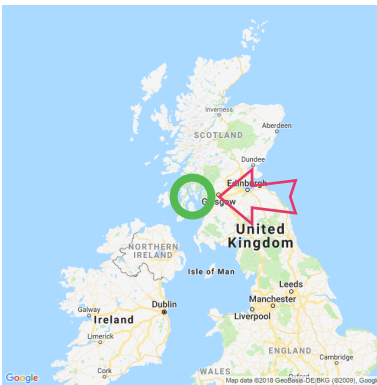 Inverness
SCOTLAND
Aberdeen
Dundee
Edinburgh
Glasgow
United
Kingdom
NORTHERN
IRELAND
Isle of Man
Leeds
Manchester
Dublin
Galway
Ireland
Liverpool
Limerick
ENGLAND
Cork
WALES
Cambridge
Google
Map data ©2018 GeoBasis-DE/BKG (©2009), Googl